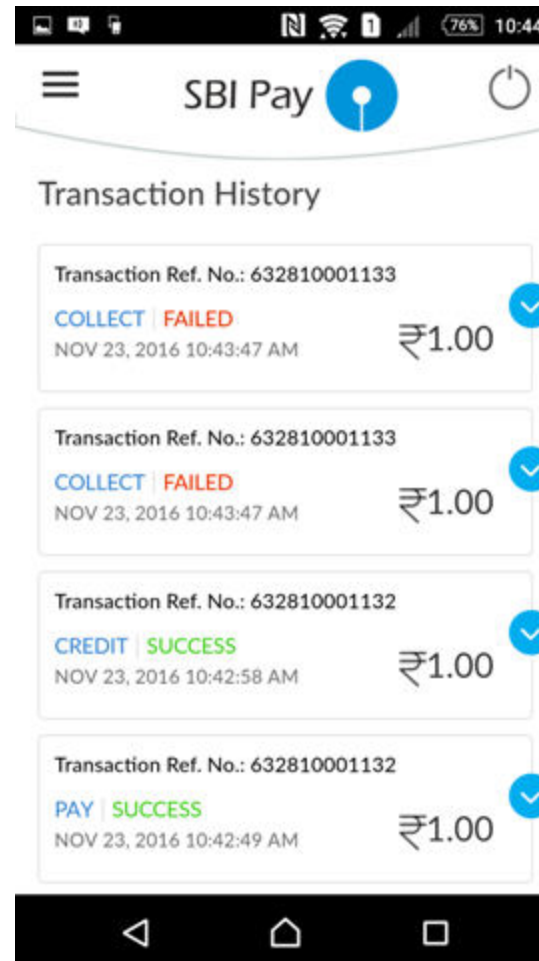 1 76% 10:44
SBI Pay
Transaction History
Transaction Ref. No.: 632810001133
COLLECT | FAILED
NOV 23, 2016 10:43:47 AM
₹1.00
Transaction Ref. No.: 632810001133
COLLECT | FAILED
NOV 23, 2016 10:43:47 AM
₹1.00
Transaction Ref. No.: 632810001132
CREDIT | SUCCESS
NOV 23, 2016 10:42:58 AM
₹1.00
Transaction Ref. No.: 632810001132
PAY | SUCCESS
NOV 23, 2016 10:42:49 AM
₹1.00